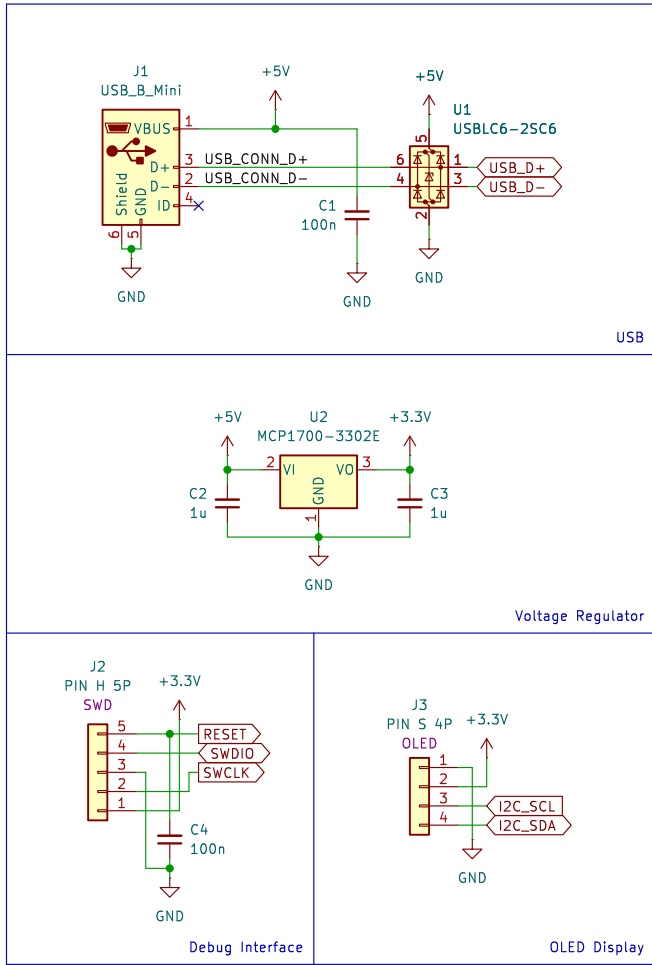 J1
USB_B_Mini
VBUS 1
D+ 3
D- 2
ID 4
Shield
GND
6
5
GND
+5V
USB_CONN_D+
USB_CONN_D-
C1
100n
GND
+5V
U1
USBLC6-2SC6
5
6
4
1
3
2
USB_D+
USB_D-
GND
USB
+5V
U2
MCP1700-3302E
+3.3V
2
VI
VO
3
GND
1
C2
1u
C3
1u
GND
Voltage Regulator
J2
PIN H 5P
SWD
+3.3V
5
4
3
2
1
RESET
SWDIO
SWCLK
C4
100n
GND
Debug Interface
J3
PIN S 4P
OLED
+3.3V
1
2
3
4
I2C_SCL
I2C_SDA
GND
OLED Display